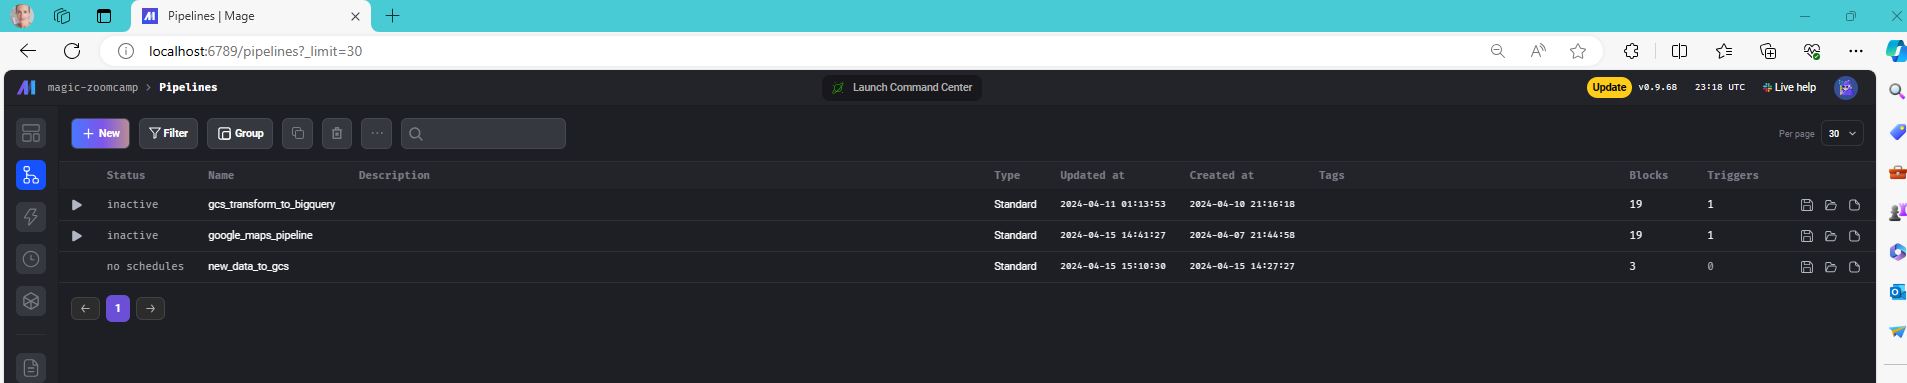 Pipelines | Mage
localhost:6789/pipelines?_limit=30
magic-zoomcamp > Pipelines
Launch Command Center
Update v0.9.68 23:18 UTC Live help
+ New Filter Group ... Per page 30
Status Name Description Type Updated at Created at Tags Blocks Triggers
inactive gcs_transform_to_bigquery Standard 2024-04-11 01:13:53 2024-04-10 21:16:18 19 1
inactive google_maps_pipeline Standard 2024-04-15 14:41:27 2024-04-07 21:44:58 19 1
no schedules new_data_to_gcs Standard 2024-04-15 15:10:30 2024-04-15 14:27:27 3 0
← 1 →